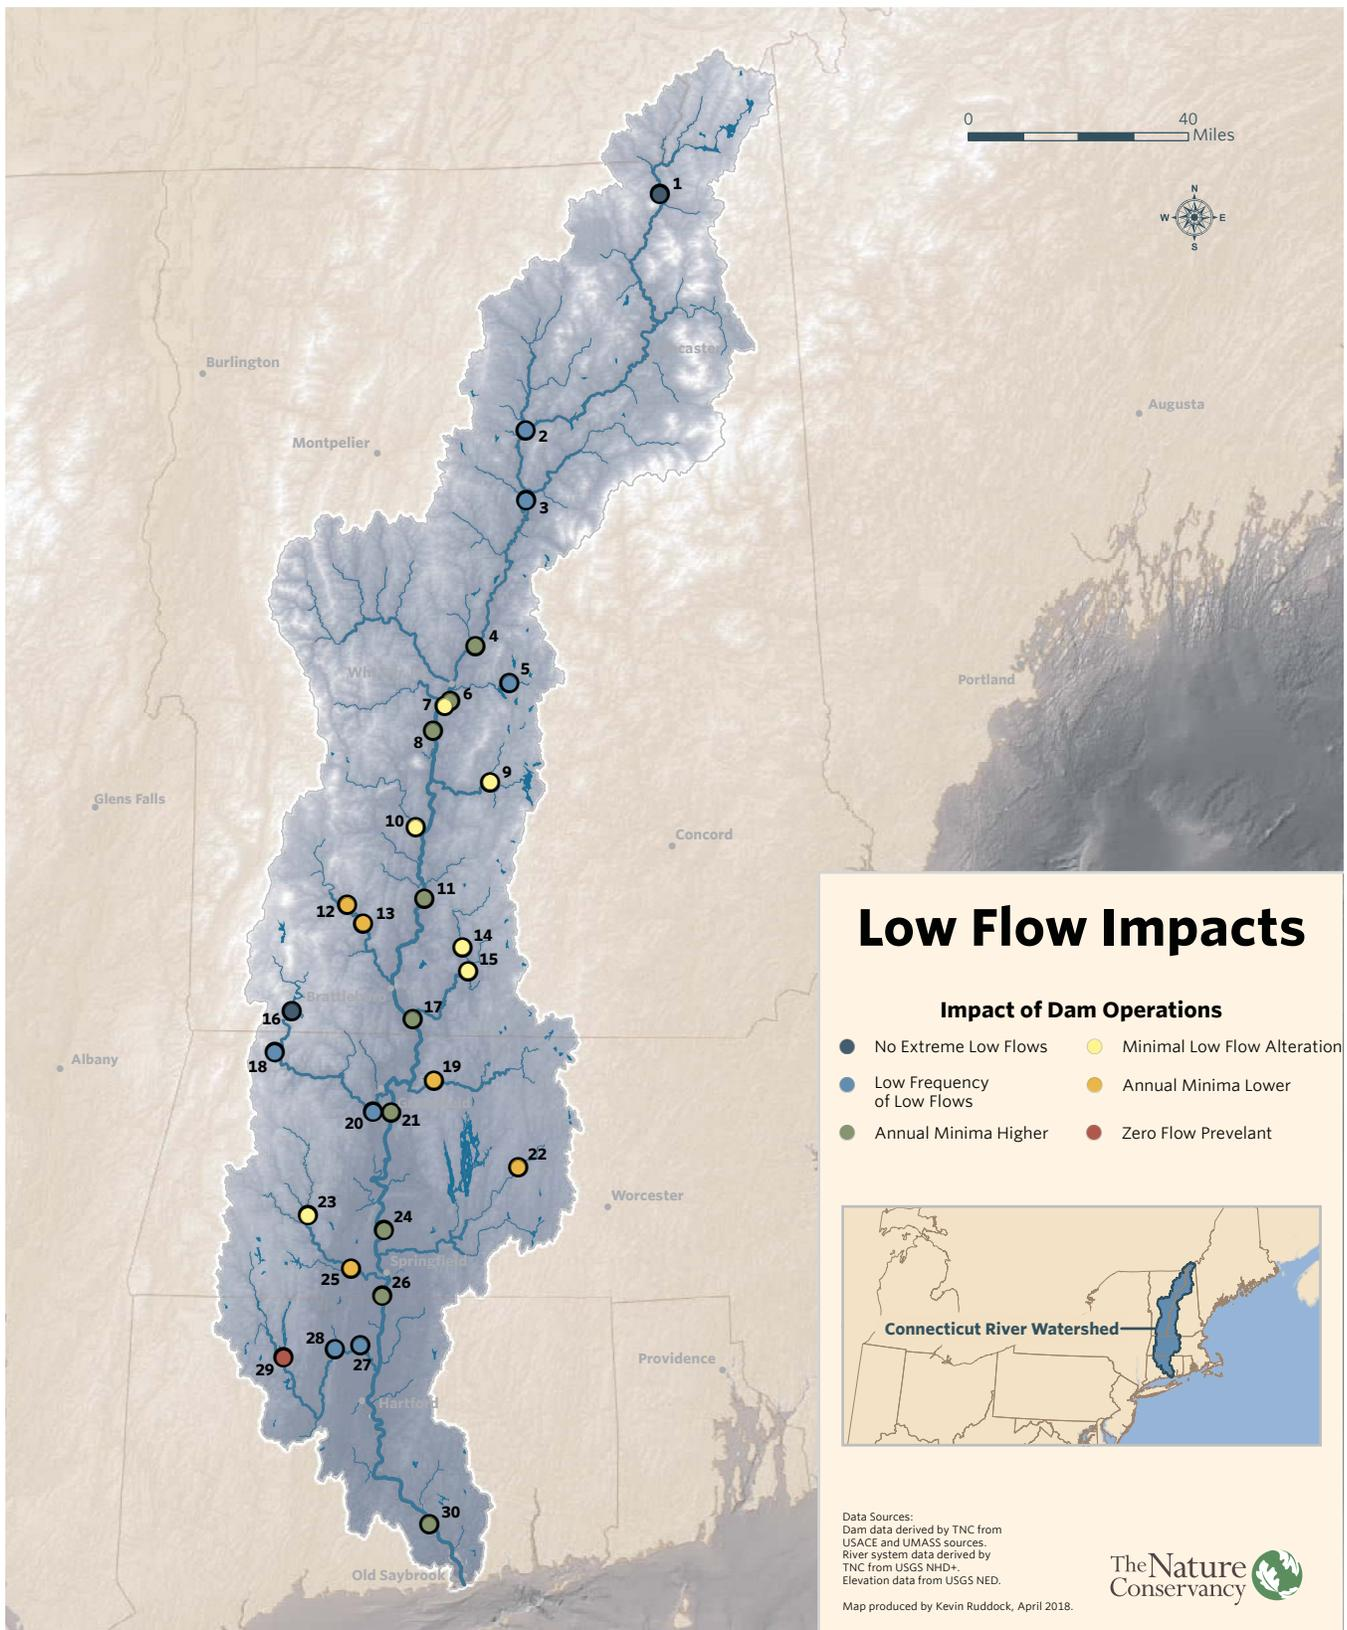 0 40
Miles
N
W E
S
1
caster
Burlington
Augusta
2
Montpelier
3
4
5
Portland
6
7
8
9
Glens Falls
10
Concord
11
12
13
14
15
Brattleboro
16
17
18
Albany
19
20
21
22
Worcester
23
24
25
Springfield
26
27
28
29
Providence
Hartford
30
Old Saybrook
Low Flow Impacts
Impact of Dam Operations
No Extreme Low Flows
Low Frequency
of Low Flows
Annual Minima Higher
Minimal Low Flow Alteration
Annual Minima Lower
Zero Flow Prevelant
Connecticut River Watershed
Data Sources:
Dam data derived by TNC from
USACE and UMASS sources.
River system data derived by
TNC from USGS NHD+.
Elevation data from USGS NED.
Map produced by Kevin Ruddock, April 2018.
The Nature
Conservancy